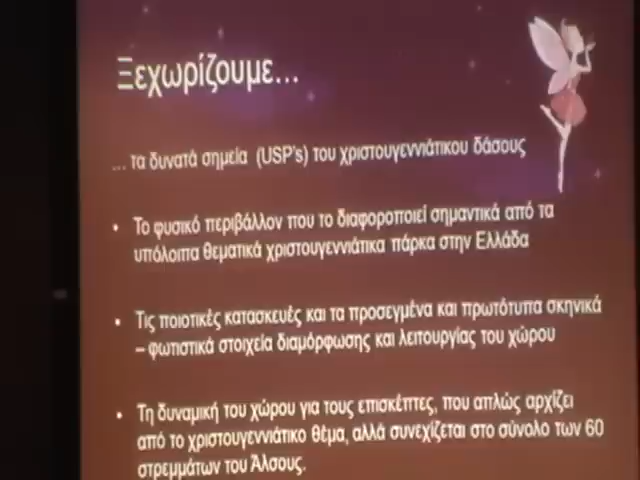 Ξεχωρίζουμε...
... τα δυνατά σημεία (USP's) του χριστουγεννιάτικου δάσους
• Το φυσικό περιβάλλον που το διαφοροποιεί σημαντικά από τα
υπόλοιπα θεματικά χριστουγεννιάτικα πάρκα στην Ελλάδα
• Τις ποιοτικές κατασκευές και τα προσεγμένα και πρωτότυπα σκηνικά
– φωτιστικά στοιχεία διαμόρφωσης και λειτουργίας του χώρου
• Τη δυναμική του χώρου για τους επισκέπτες, που απλώς αρχίζει
από το χριστουγεννιάτικο θέμα, αλλά συνεχίζεται στο σύνολο των 60
στρεμμάτων του Άλσους.